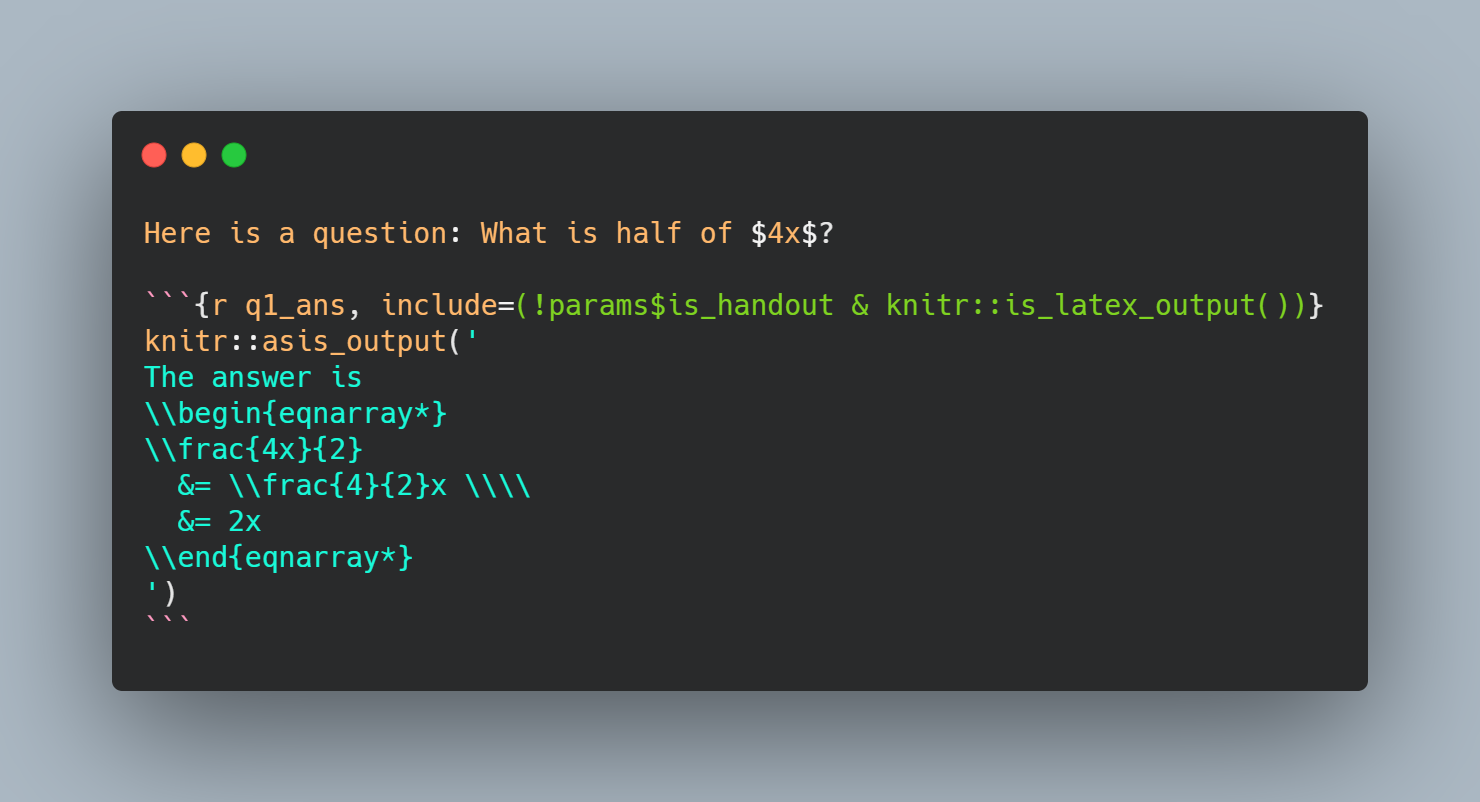 Here is a question: What is half of $4x$?
```{r q1_ans, include=(!params$is_handout & knitr::is_latex_output())}
knitr::asis_output('
The answer is
\\begin{eqnarray*}
\\frac{4x}{2}
  &= \\frac{4}{2}x \\\\
  &= 2x
\\end{eqnarray*}
')
```